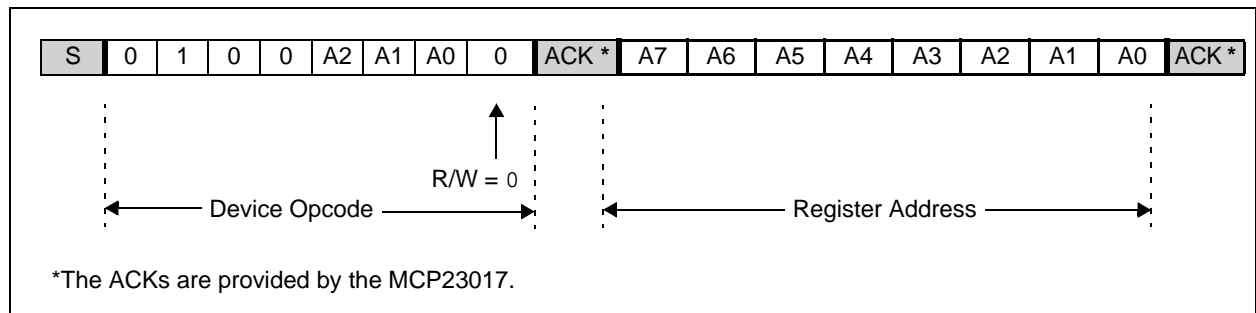 S 0 1 0 0 A2 A1 A0 0 ACK * A7 A6 A5 A4 A3 A2 A1 A0 ACK *
R/W = 0
Device Opcode
Register Address
*The ACKs are provided by the MCP23017.